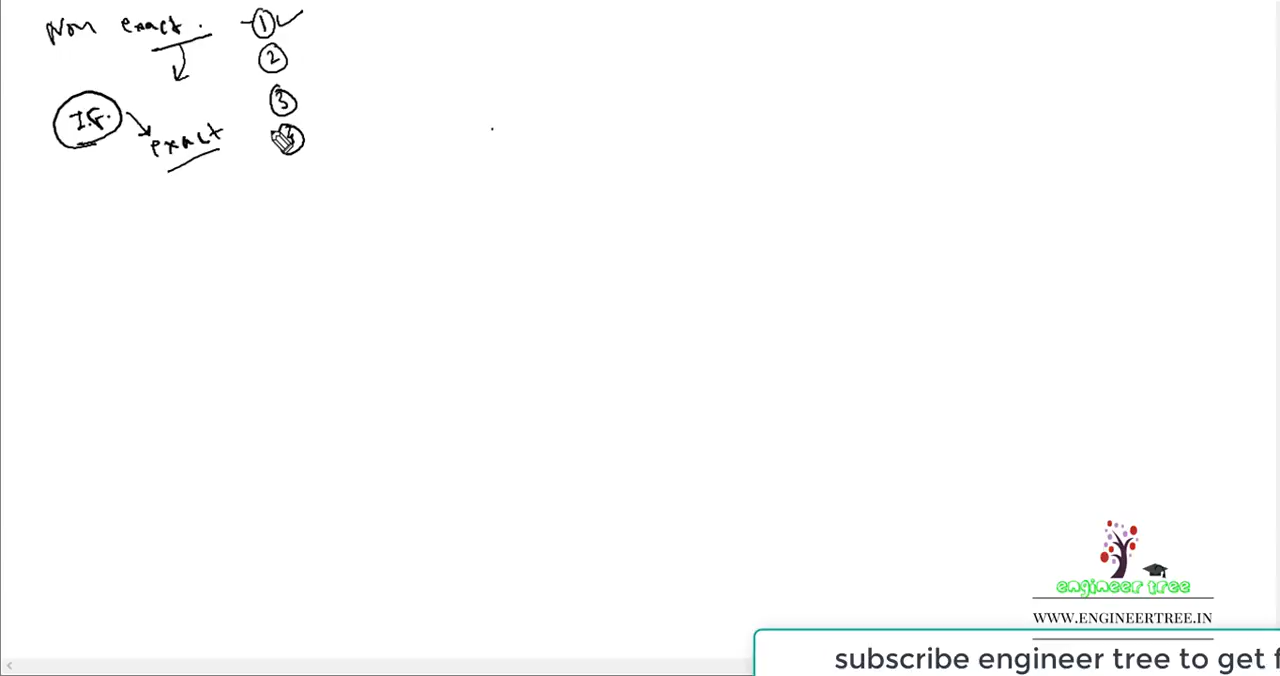 Non exact. ①
②
③
I.F. exact
engineer tree
WWW.ENGINEERTREE.IN
subscribe engineer tree to get f